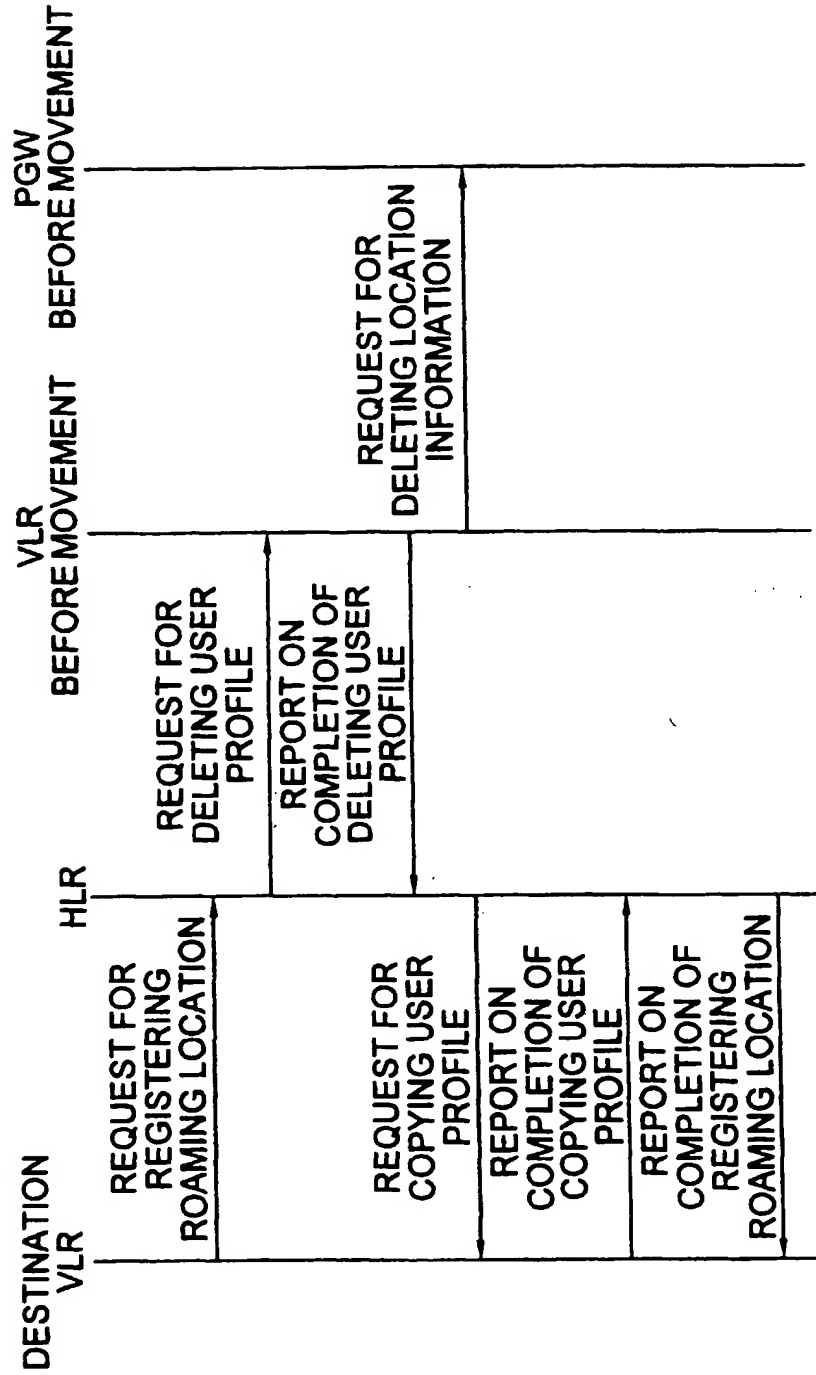 DESTINATION
VLR
HLR
VLR
BEFORE MOVEMENT
PGW
BEFORE MOVEMENT
REQUEST FOR
REGISTERING
ROAMING LOCATION
REQUEST FOR
DELETING USER
PROFILE
REPORT ON
COMPLETION OF
DELETING USER
PROFILE
REQUEST FOR
DELETING LOCATION
INFORMATION
REQUEST FOR
COPYING USER
PROFILE
REPORT ON
COMPLETION OF
COPYING USER
PROFILE
REPORT ON
COMPLETION OF
REGISTERING
ROAMING LOCATION